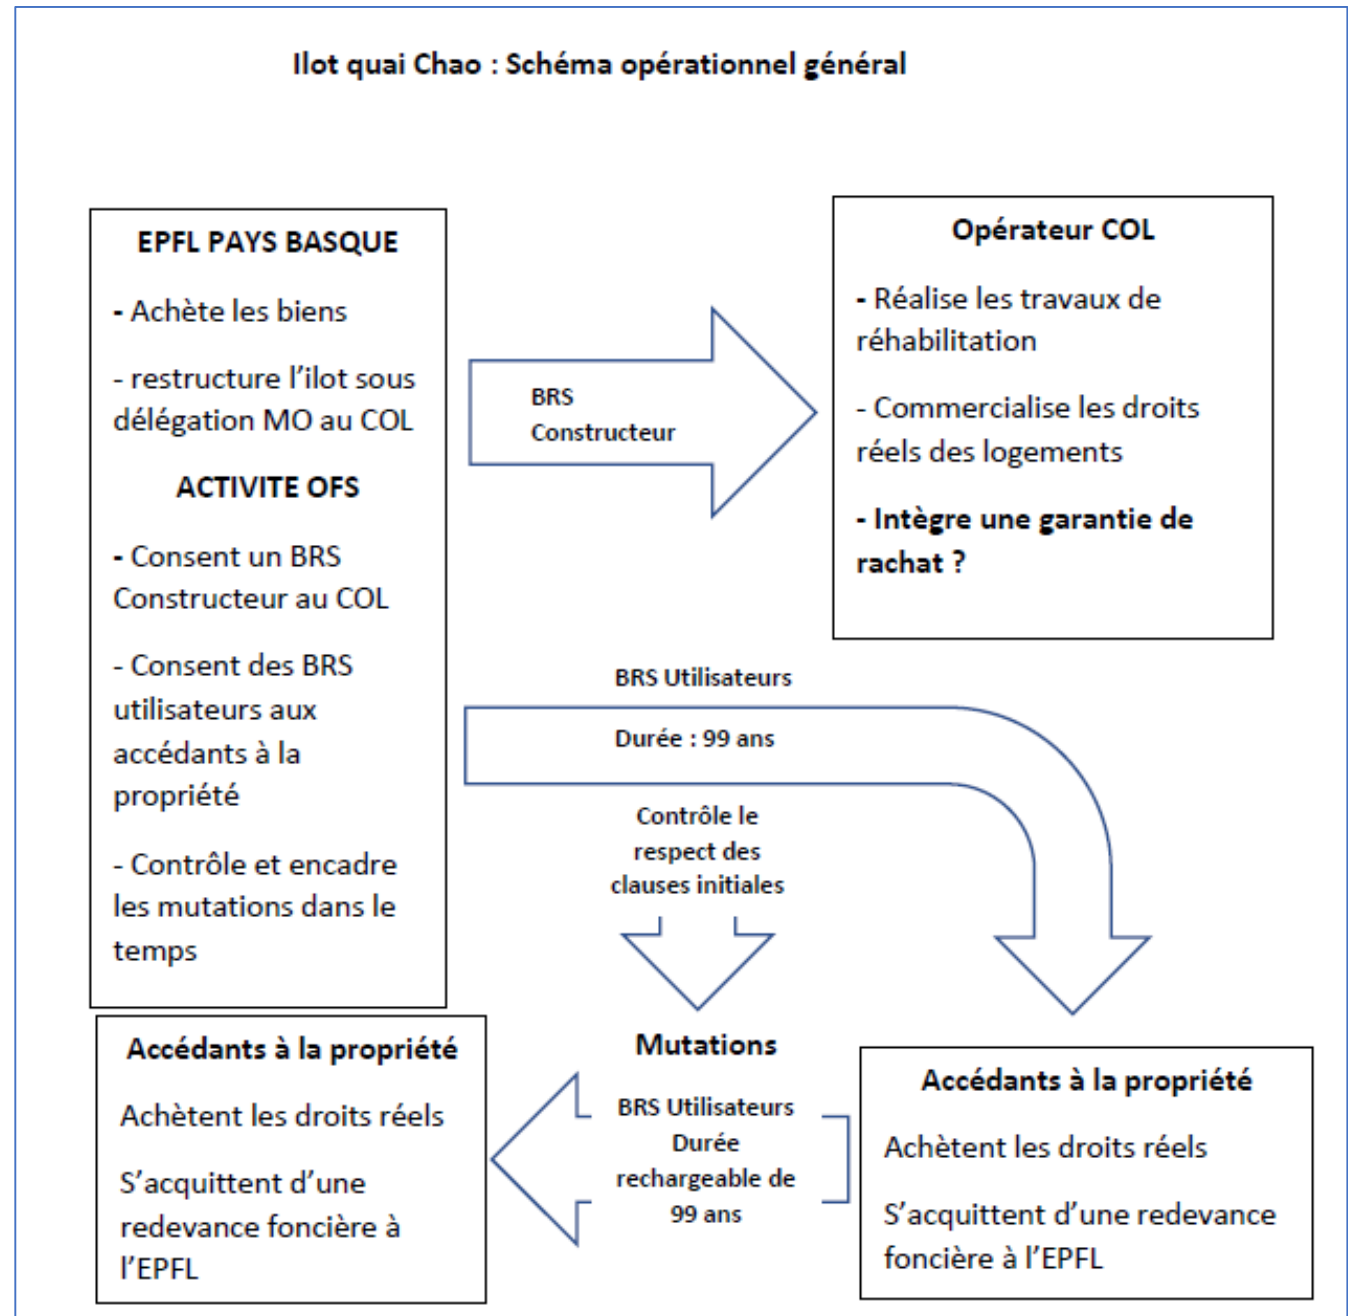 Ilot quai Chao : Schéma opérationnel général
EPFL PAYS BASQUE
- Achète les biens
- restructure l’ilot sous
délégation MO au COL
ACTIVITE OFS
- Consent un BRS
Constructeur au COL
- Consent des BRS
utilisateurs aux
accédants à la
propriété
- Contrôle et encadre
les mutations dans le
temps
BRS
Constructeur
Opérateur COL
- Réalise les travaux de
réhabilitation
- Commercialise les droits
réels des logements
- Intègre une garantie de
rachat ?
BRS Utilisateurs
Durée : 99 ans
Contrôle le
respect des
clauses initiales
Mutations
BRS Utilisateurs
Durée
rechargeable de
99 ans
Accédants à la propriété
Achètent les droits réels
S’acquittent d’une
redevance foncière à
l’EPFL
Accédants à la propriété
Achètent les droits réels
S’acquittent d’une redevance
foncière à l’EPFL